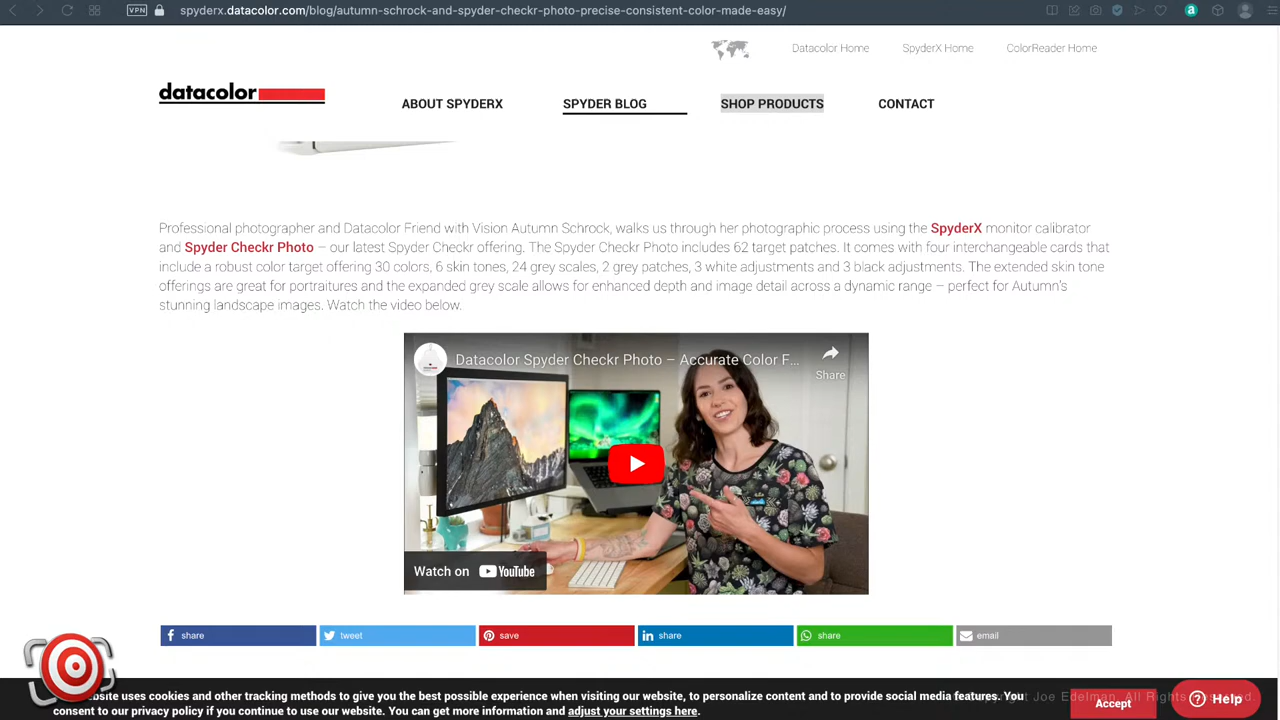 VPN spyderx.datacolor.com/blog/autumn-schrock-and-spyder-checkr-photo-precise-consistent-color-made-easy/
Datacolor Home SpyderX Home ColorReader Home
datacolor
ABOUT SPYDERX SPYDER BLOG SHOP PRODUCTS CONTACT
Professional photographer and Datacolor Friend with Vision Autumn Schrock, walks us through her photographic process using the SpyderX monitor calibrator
and Spyder Checkr Photo – our latest Spyder Checkr offering. The Spyder Checkr Photo includes 62 target patches. It comes with four interchangeable cards that
include a robust color target offering 30 colors, 6 skin tones, 24 grey scales, 2 grey patches, 3 white adjustments and 3 black adjustments. The extended skin tone
offerings are great for portraitures and the expanded grey scale allows for enhanced depth and image detail across a dynamic range – perfect for Autumn's
stunning landscape images. Watch the video below.
Datacolor Spyder Checkr Photo – Accurate Color F...
Share
Watch on YouTube
share tweet save share share email
site uses cookies and other tracking methods to give you the best possible experience when visiting our website, to personalize content and to provide social media features. You
consent to our privacy policy if you continue to use our website. You can get more information and adjust your settings here.
Accept
Help
Copyright Joe Edelman. All Rights Reserved.